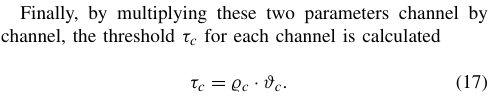 Finally, by multiplying these two parameters channel by
channel, the threshold τc for each channel is calculated
τc = ϱc · ϑc. (17)